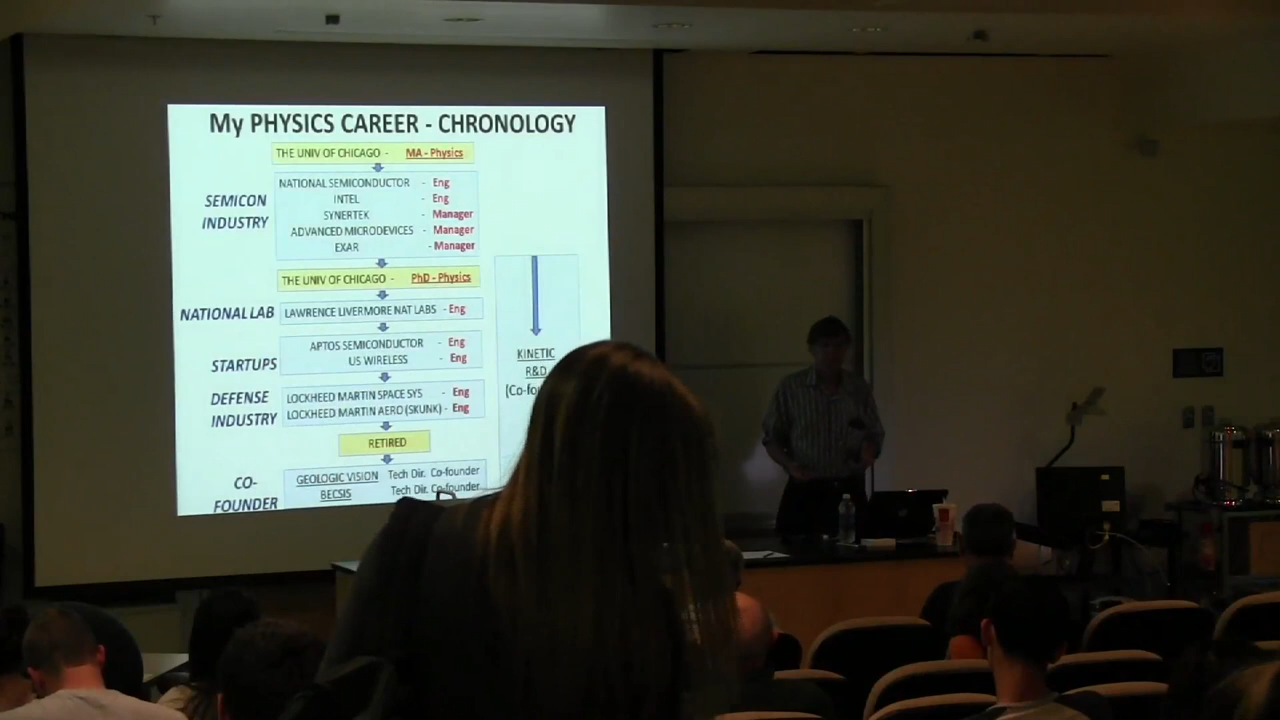 My PHYSICS CAREER - CHRONOLOGY
THE UNIV OF CHICAGO - MA - Physics
SEMICON
INDUSTRY
NATIONAL SEMICONDUCTOR - Eng
INTEL - Eng
SYNERTEK - Manager
ADVANCED MICRODEVICES - Manager
EXAR - Manager
THE UNIV OF CHICAGO - PhD - Physics
NATIONAL LAB
LAWRENCE LIVERMORE NAT LABS - Eng
STARTUPS
APTOS SEMICONDUCTOR - Eng
US WIRELESS - Eng
DEFENSE
INDUSTRY
LOCKHEED MARTIN SPACE SYS - Eng
LOCKHEED MARTIN AERO (SKUNK) - Eng
RETIRED
CO-
FOUNDER
GEOLOGIC VISION Tech Dir. Co-founder
BECSIS Tech Dir. Co-founder
KINETIC
R&D